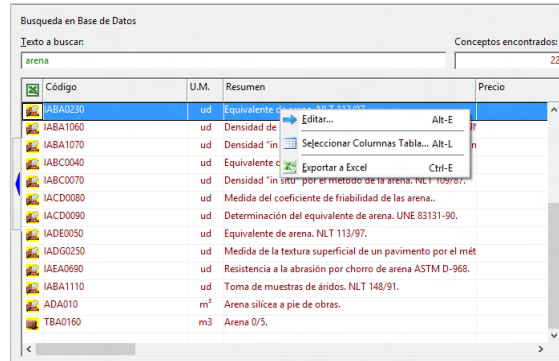 Busqueda en Base de Datos
Texto a buscar:
Conceptos encontrados:
arena
22
Código U.M. Resumen Precio
IABA0230 ud Equivalente de arena. NLT 113/97.
IABA1060 ud Densidad de
IABA1070 ud Densidad "in
IABC0040 ud Equivalente d
IABC0070 ud Densidad "in situ" por el método de la arena. NLT 109/87.
IACD0080 ud Medida del coeficiente de friabilidad de las arena..
IACD0090 ud Determinación del equivalente de arena. UNE 83131-90.
IADE0050 ud Equivalente de arena. NLT 113/97.
IADG0250 ud Medida de la textura superficial de un pavimento por el mét
IAEA0690 ud Resistencia a la abrasión por chorro de arena ASTM D-968.
IABA1110 ud Toma de muestras de áridos. NLT 148/91.
ADA010 m³ Arena silícea a pie de obras.
TBA0160 m3 Arena 0/5.
Editar... Alt-E
Seleccionar Columnas Tabla... Alt-L
Exportar a Excel Ctrl-E